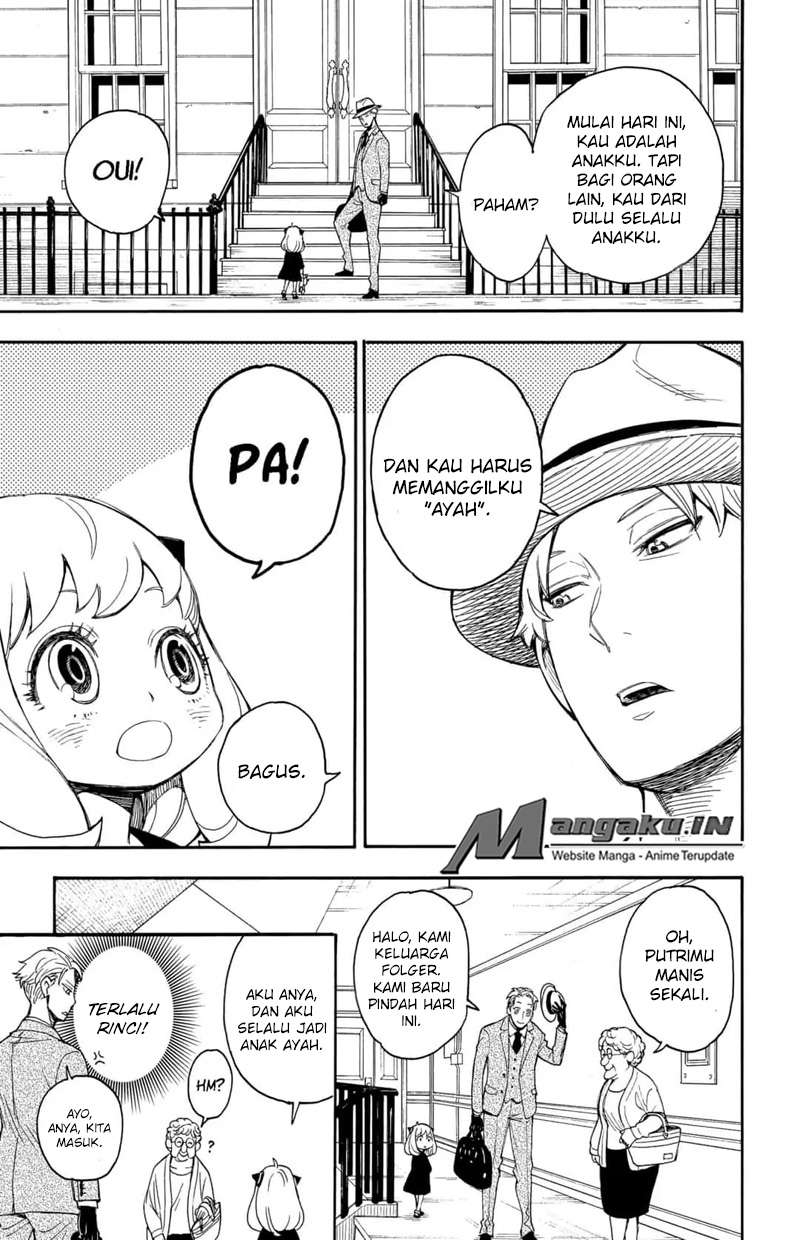 MULAI HARI INI,
KAU ADALAH
ANAKKU. TAPI
BAGI ORANG
LAIN, KAU DARI
DULU SELALU
ANAKKU.
PAHAM?
OUI!
DAN KAU HARUS
MEMANGGILKU
"AYAH".
PA!
BAGUS.
Mangaku.IN
Website Manga - Anime Terupdate
OH,
PUTRIMU
MANIS
SEKALI.
HALO, KAMI
KELUARGA
FOLGER.
KAMI BARU
PINDAH HARI
INI.
AKU ANYA,
DAN AKU
SELALU JADI
ANAK AYAH.
HM?
?
TERLALU
RINCI!
AYO,
ANYA, KITA
MASUK.